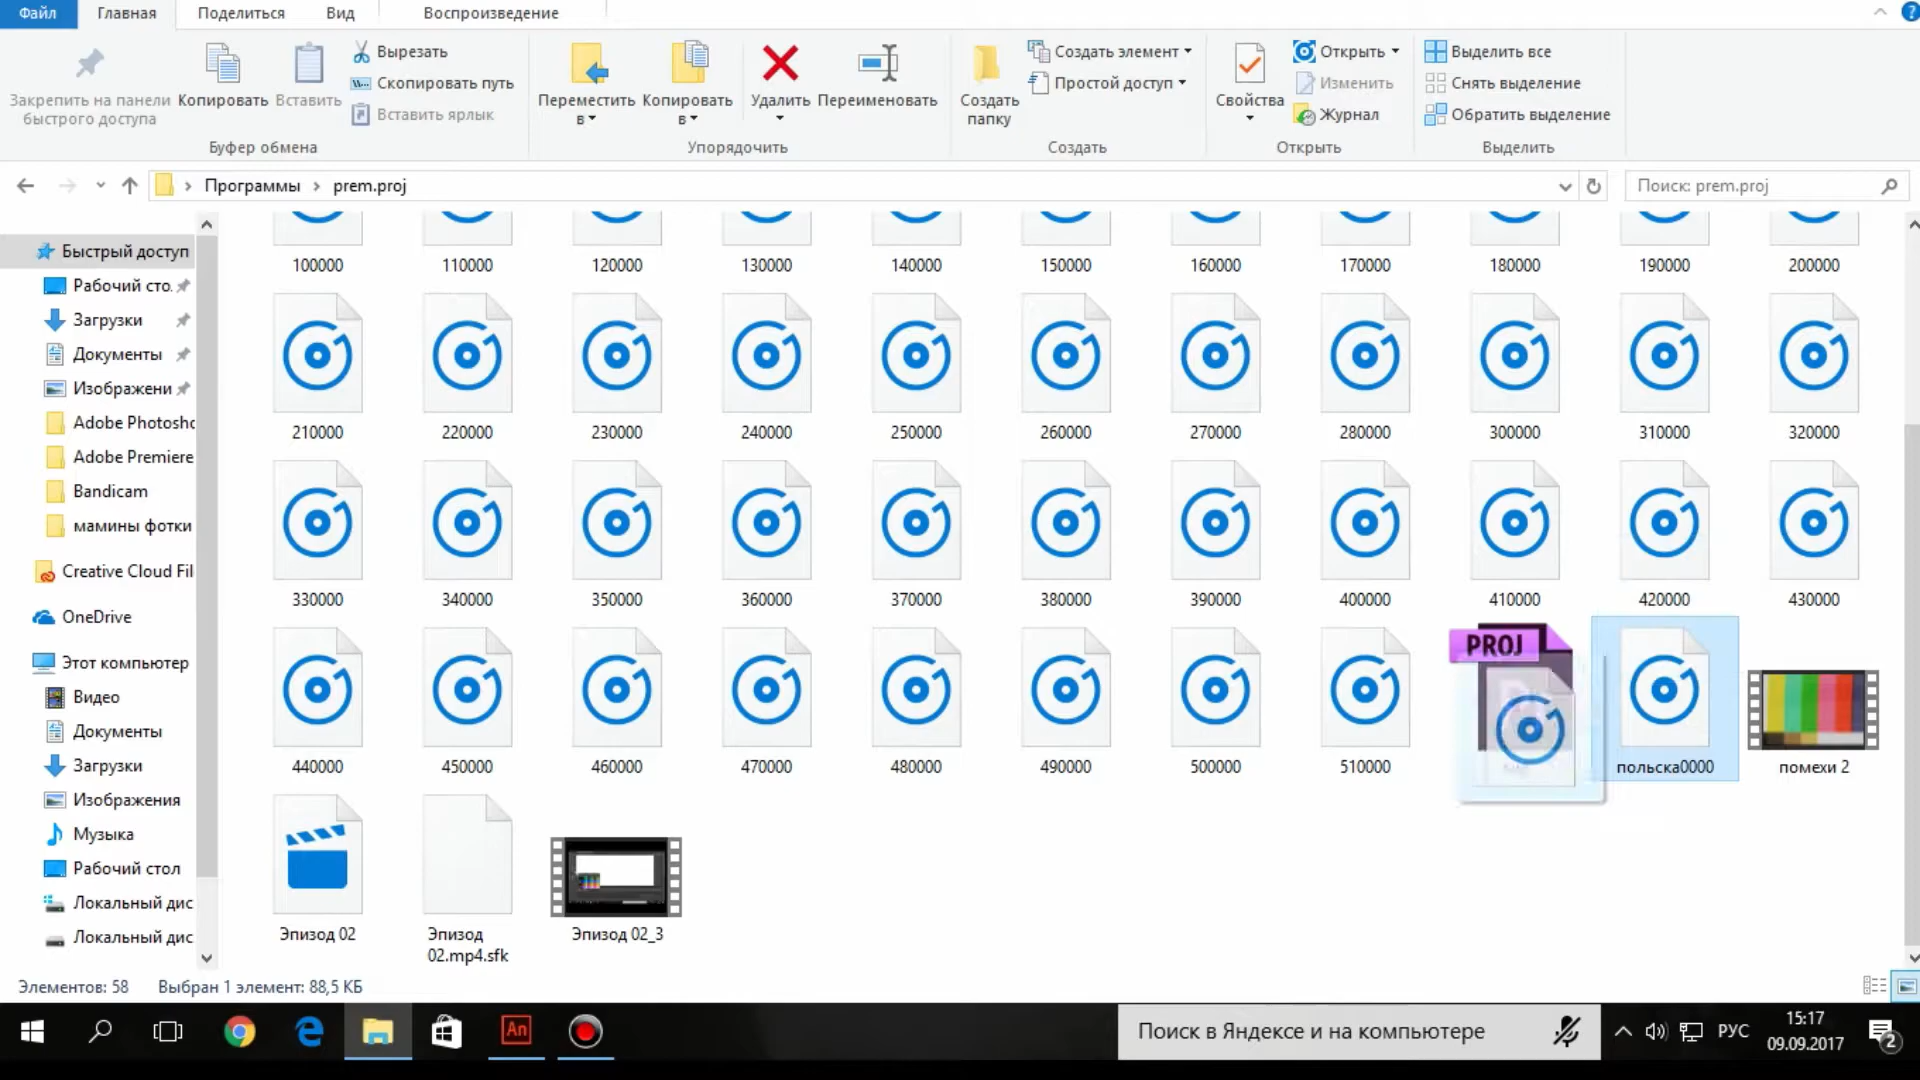 Файл Главная Поделиться Вид Воспроизведение
Закрепить на панели быстрого доступа
Копировать
Вставить
Вырезать
Скопировать путь
Вставить ярлык
Буфер обмена
Переместить в
Копировать в
Удалить
Переименовать
Упорядочить
Создать папку
Создать элемент
Простой доступ
Создать
Свойства
Открыть
Изменить
Журнал
Открыть
Выделить все
Снять выделение
Обратить выделение
Выделить
Программы prem.proj
Поиск: prem.proj
Быстрый доступ
Рабочий сто.
Загрузки
Документы
Изображени
Adobe Photosho
Adobe Premiere
Bandicam
мамины фотки
Creative Cloud Fil
OneDrive
Этот компьютер
Видео
Документы
Загрузки
Изображения
Музыка
Рабочий стол
Локальный дис
Локальный дис
100000 110000 120000 130000 140000 150000 160000 170000 180000 190000 200000
210000 220000 230000 240000 250000 260000 270000 280000 300000 310000 320000
330000 340000 350000 360000 370000 380000 390000 400000 410000 420000 430000
PROJ
440000 450000 460000 470000 480000 490000 500000 510000 польска0000 помехи 2
Эпизод 02
Эпизод 02.mp4.sfk
Эпизод 02_3
Элементов: 58 Выбран 1 элемент: 88,5 КБ
An
Поиск в Яндексе и на компьютере
РУС
15:17
09.09.2017
2